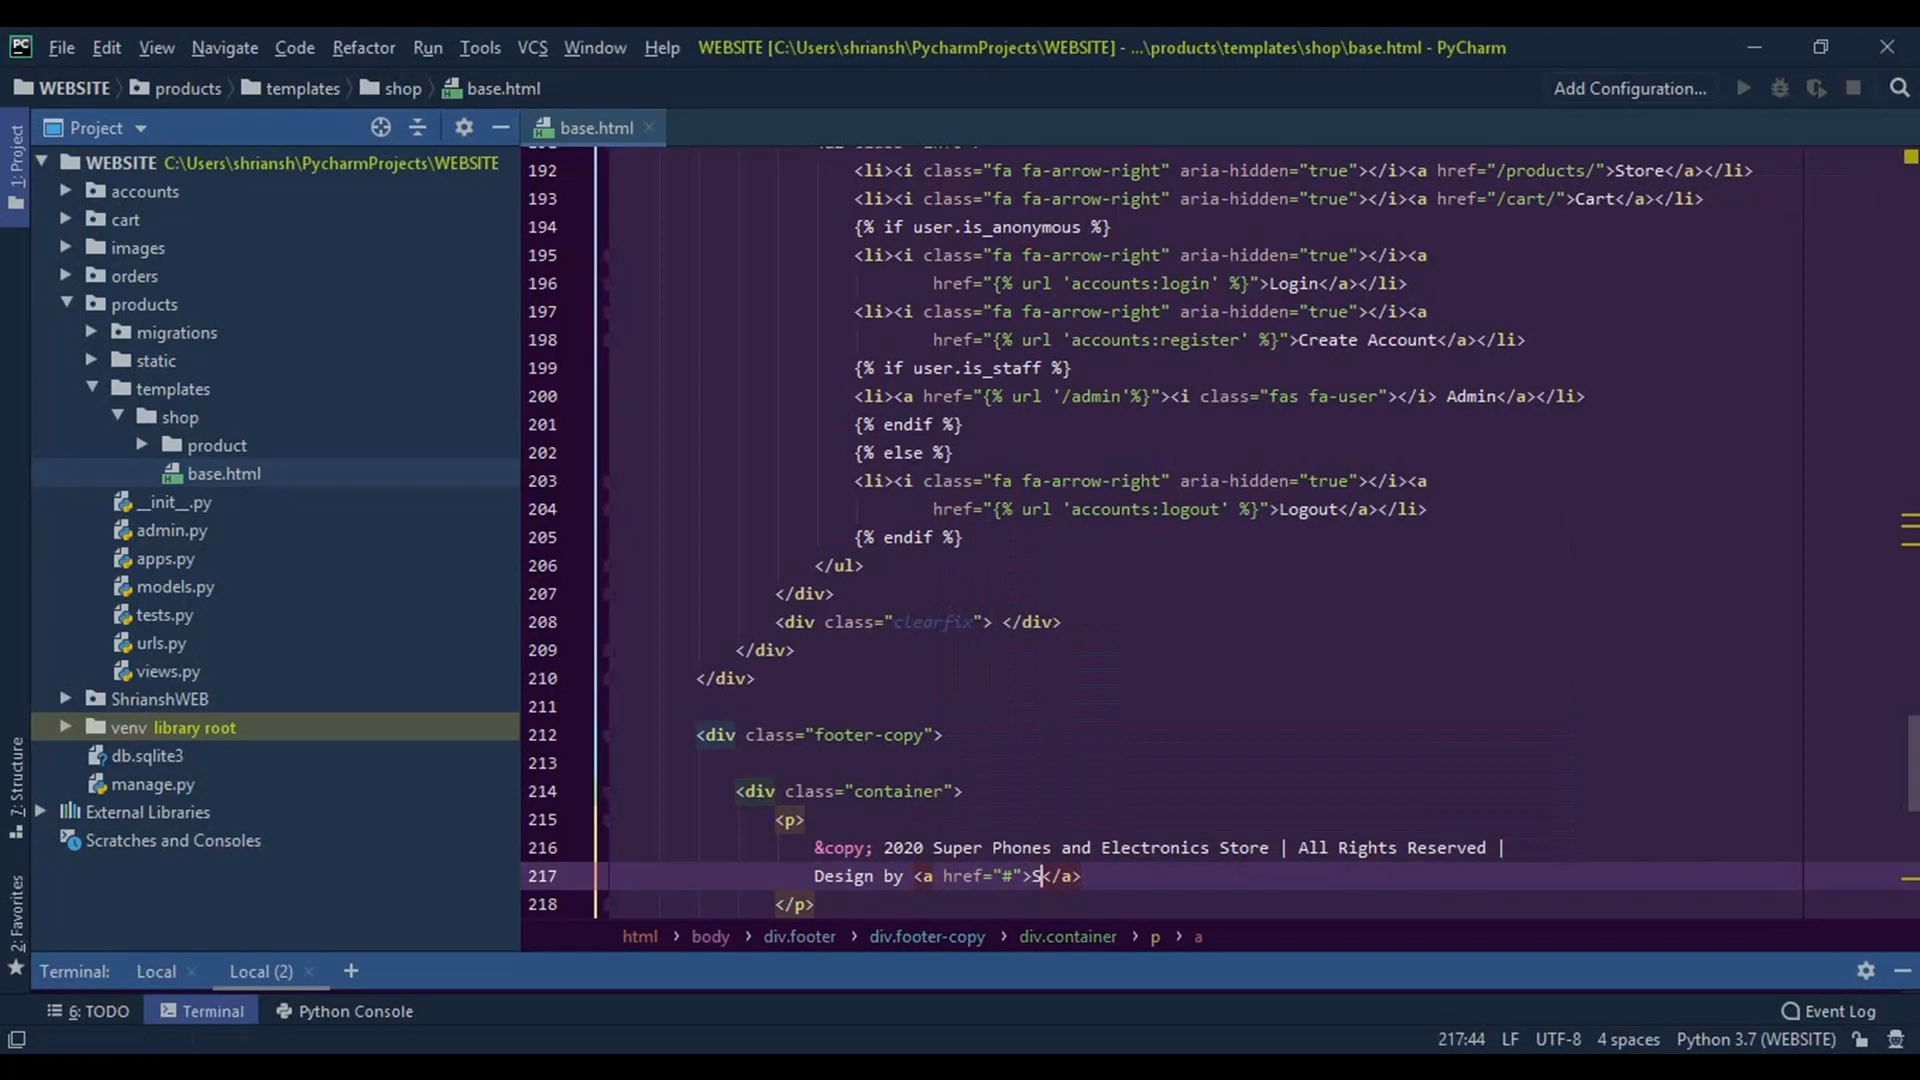 PC File Edit View Navigate Code Refactor Run Tools VCS Window Help WEBSITE [C:\Users\shriansh\PycharmProjects\WEBSITE] - ...\products\templates\shop\base.html - PyCharm
WEBSITE products templates shop base.html Add Configuration...
1: Project
Project
base.html
WEBSITE C:\Users\shriansh\PycharmProjects\WEBSITE
accounts
cart
images
orders
products
migrations
static
templates
shop
product
base.html
__init__.py
admin.py
apps.py
models.py
tests.py
urls.py
views.py
ShrianshWEB
venv library root
db.sqlite3
manage.py
External Libraries
Scratches and Consoles
7: Structure
2: Favorites
192 <li><i class="fa fa-arrow-right" aria-hidden="true"></i><a href="/products/">Store</a></li>
193 <li><i class="fa fa-arrow-right" aria-hidden="true"></i><a href="/cart/">Cart</a></li>
194 {% if user.is_anonymous %}
195 <li><i class="fa fa-arrow-right" aria-hidden="true"></i><a
196 href="{% url 'accounts:login' %}">Login</a></li>
197 <li><i class="fa fa-arrow-right" aria-hidden="true"></i><a
198 href="{% url 'accounts:register' %}">Create Account</a></li>
199 {% if user.is_staff %}
200 <li><a href="{% url '/admin'%}"><i class="fas fa-user"></i> Admin</a></li>
201 {% endif %}
202 {% else %}
203 <li><i class="fa fa-arrow-right" aria-hidden="true"></i><a
204 href="{% url 'accounts:logout' %}">Logout</a></li>
205 {% endif %}
206 </ul>
207 </div>
208 <div class="clearfix"> </div>
209 </div>
210 </div>
211
212 <div class="footer-copy">
213
214 <div class="container">
215 <p>
216 &copy; 2020 Super Phones and Electronics Store | All Rights Reserved |
217 Design by <a href="#">S</a>
218 </p>
html body div.footer div.footer-copy div.container p a
Terminal: Local Local (2)
6: TODO Terminal Python Console Event Log
217:44 LF UTF-8 4 spaces Python 3.7 (WEBSITE)